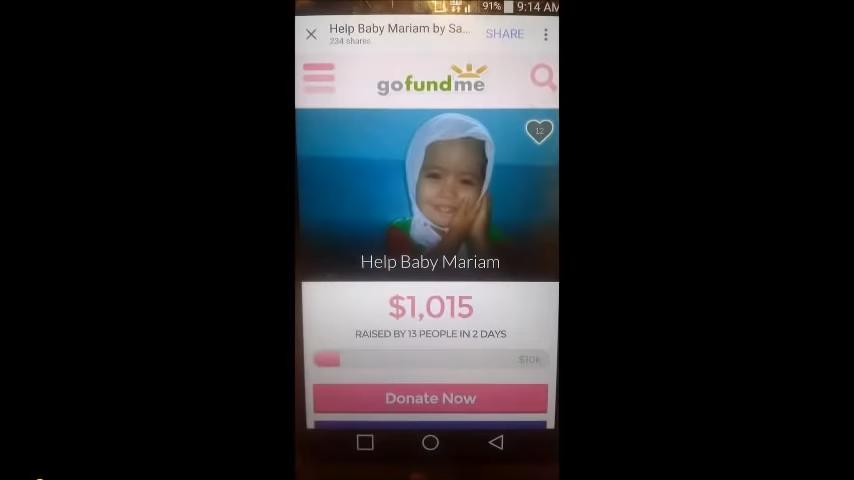 91% 9:14 AM
Help Baby Mariam by Sa...
SHARE
234 shares
gofundme
12
Help Baby Mariam
$1,015
RAISED BY 13 PEOPLE IN 2 DAYS
$10k
Donate Now